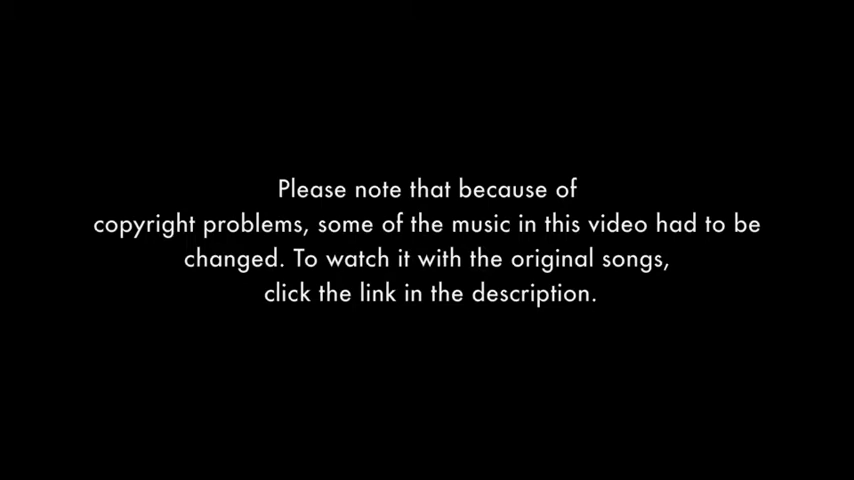 Please note that because of
copyright problems, some of the music in this video had to be
changed. To watch it with the original songs,
click the link in the description.